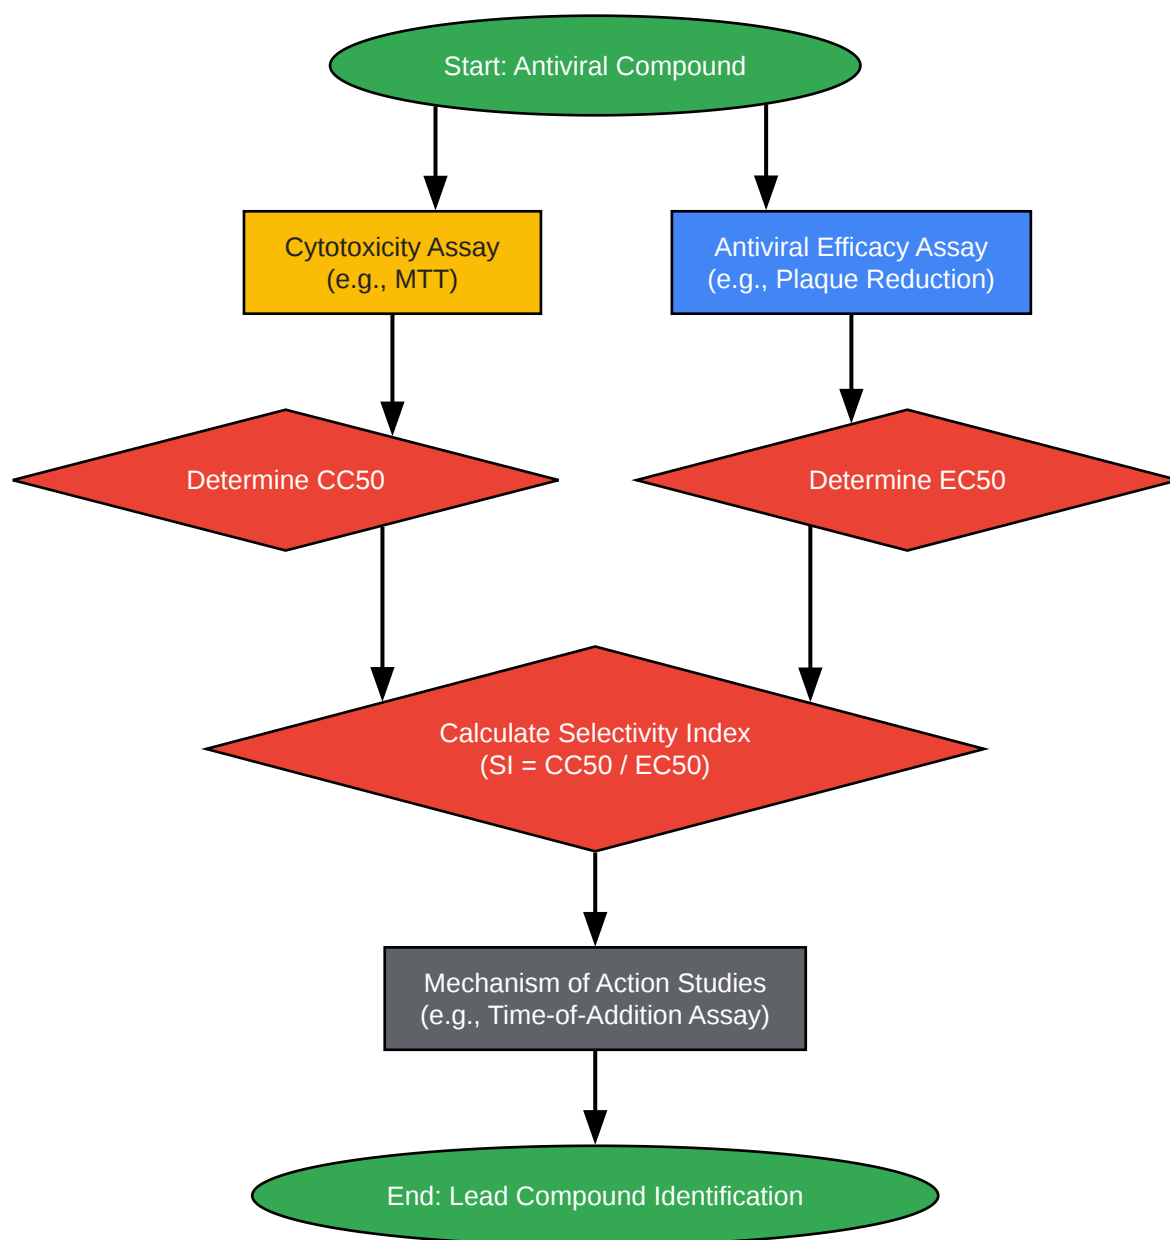 Start: Antiviral Compound
Cytotoxicity Assay
(e.g., MTT)
Antiviral Efficacy Assay
(e.g., Plaque Reduction)
Determine CC50
Determine EC50
Calculate Selectivity Index
(SI = CC50 / EC50)
Mechanism of Action Studies
(e.g., Time-of-Addition Assay)
End: Lead Compound Identification